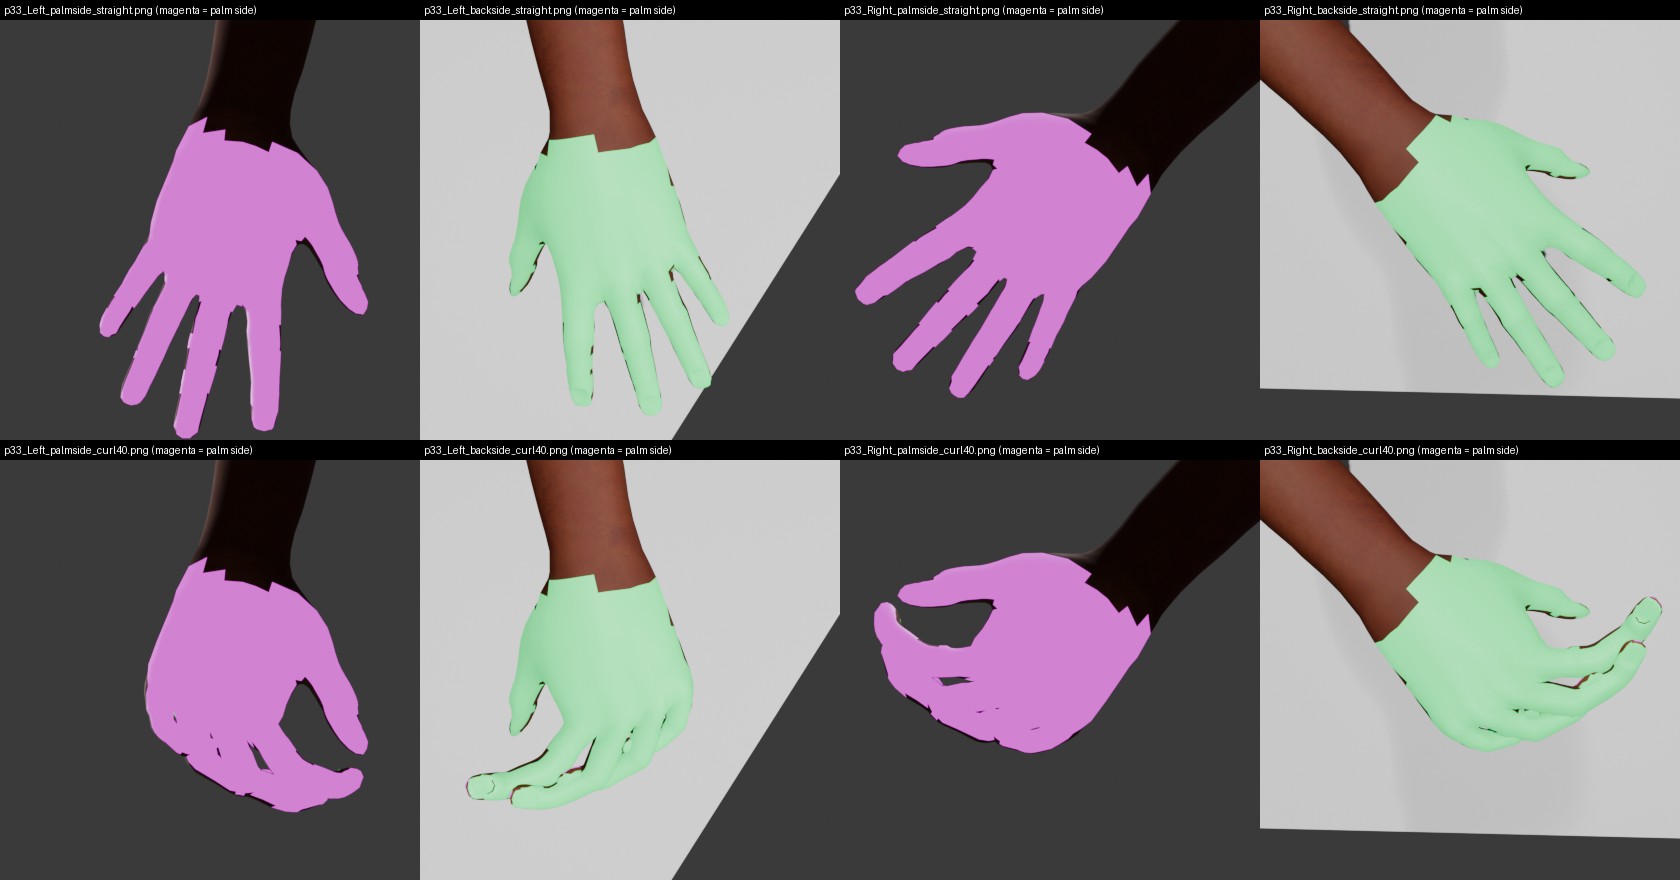 p33_Left_palmside_straight.png (magenta = palm side)
p33_Left_backside_straight.png (magenta = palm side)
p33_Right_palmside_straight.png (magenta = palm side)
p33_Right_backside_straight.png (magenta = palm side)
p33_Left_palmside_curl40.png (magenta = palm side)
p33_Left_backside_curl40.png (magenta = palm side)
p33_Right_palmside_curl40.png (magenta = palm side)
p33_Right_backside_curl40.png (magenta = palm side)